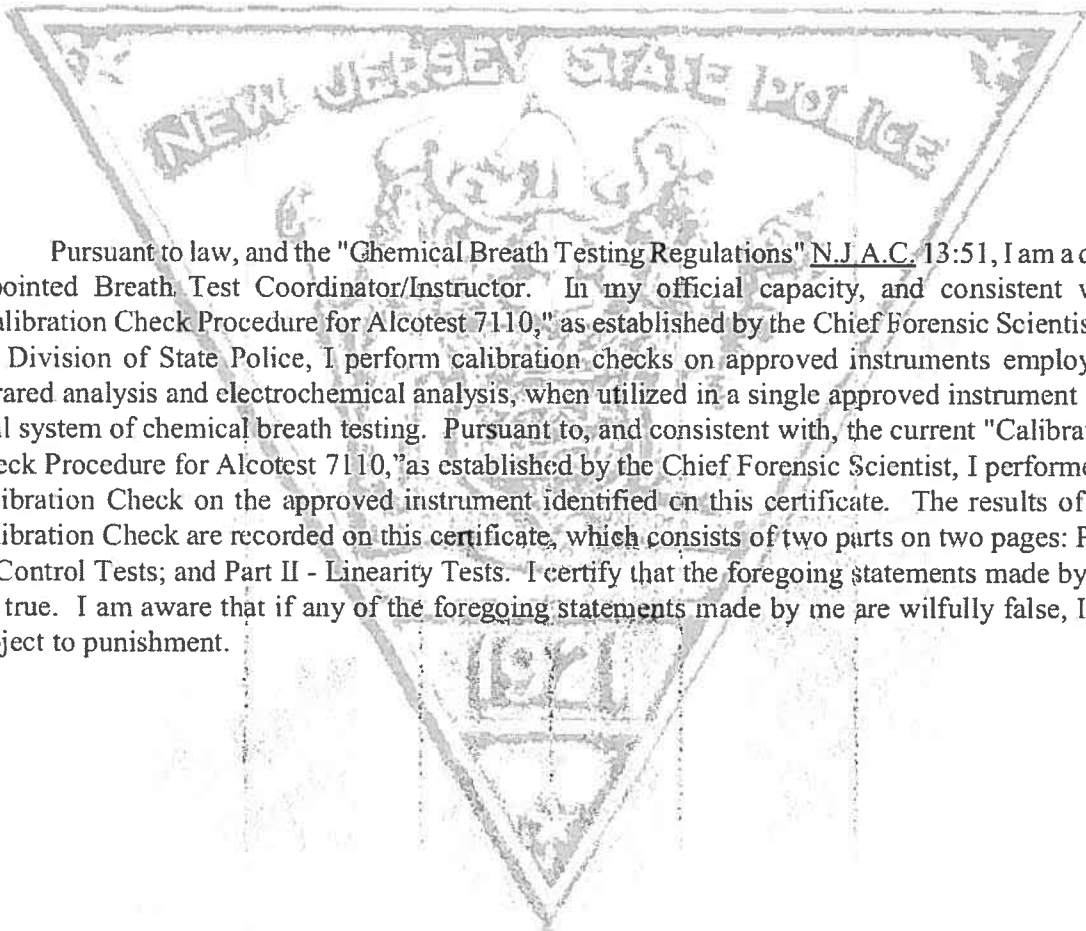 NEW JERSEY STATE POLICE
Pursuant to law, and the "Chemical Breath Testing Regulations" N.J.A.C. 13:51, I am a d
pointed Breath Test Coordinator/Instructor. In my official capacity, and consistent w
alibration Check Procedure for Alcotest 7110," as established by the Chief Forensic Scientis
Division of State Police, I perform calibration checks on approved instruments employ
rared analysis and electrochemical analysis, when utilized in a single approved instrument
al system of chemical breath testing. Pursuant to, and consistent with, the current "Calibrat
eck Procedure for Alcotest 7110," as established by the Chief Forensic Scientist, I performe
libration Check on the approved instrument identified on this certificate. The results of
libration Check are recorded on this certificate, which consists of two parts on two pages: P
Control Tests; and Part II - Linearity Tests. I certify that the foregoing statements made by
true. I am aware that if any of the foregoing statements made by me are wilfully false, I
ject to punishment.
1921